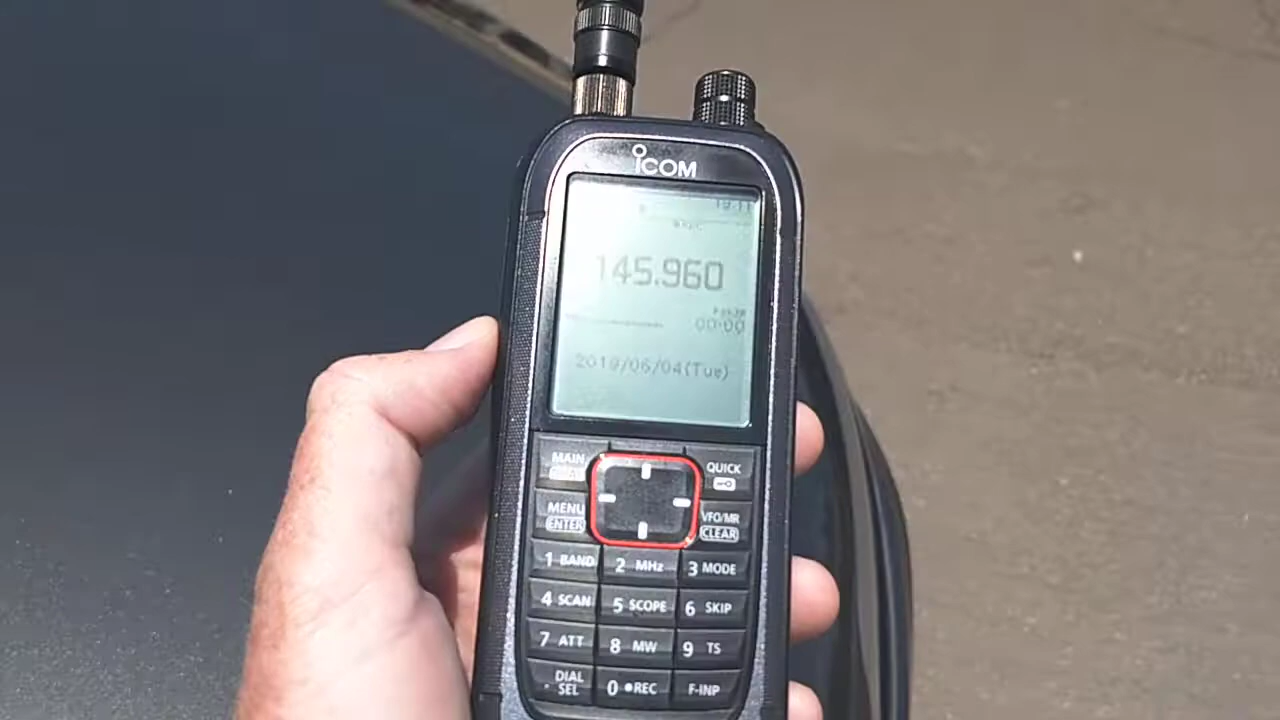 iCOM
19:11
145.960
00:00
2019/06/04(Tue)
MAIN
QUICK
MENU
ENTER
VFO/MR
CLEAR
1 BAND
2 MHz
3 MODE
4 SCAN
5 SCOPE
6 SKIP
7 ATT
8 MW
9 TS
. DIAL SEL
0 ●REC
F-INP